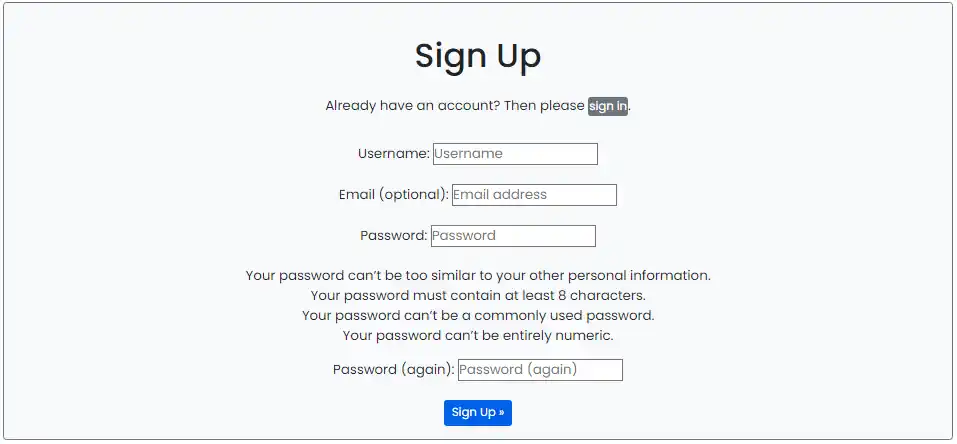 Sign Up
Already have an account? Then please sign in.
Username: Username
Email (optional): Email address
Password: Password
Your password can’t be too similar to your other personal information.
Your password must contain at least 8 characters.
Your password can’t be a commonly used password.
Your password can’t be entirely numeric.
Password (again): Password (again)
Sign Up »